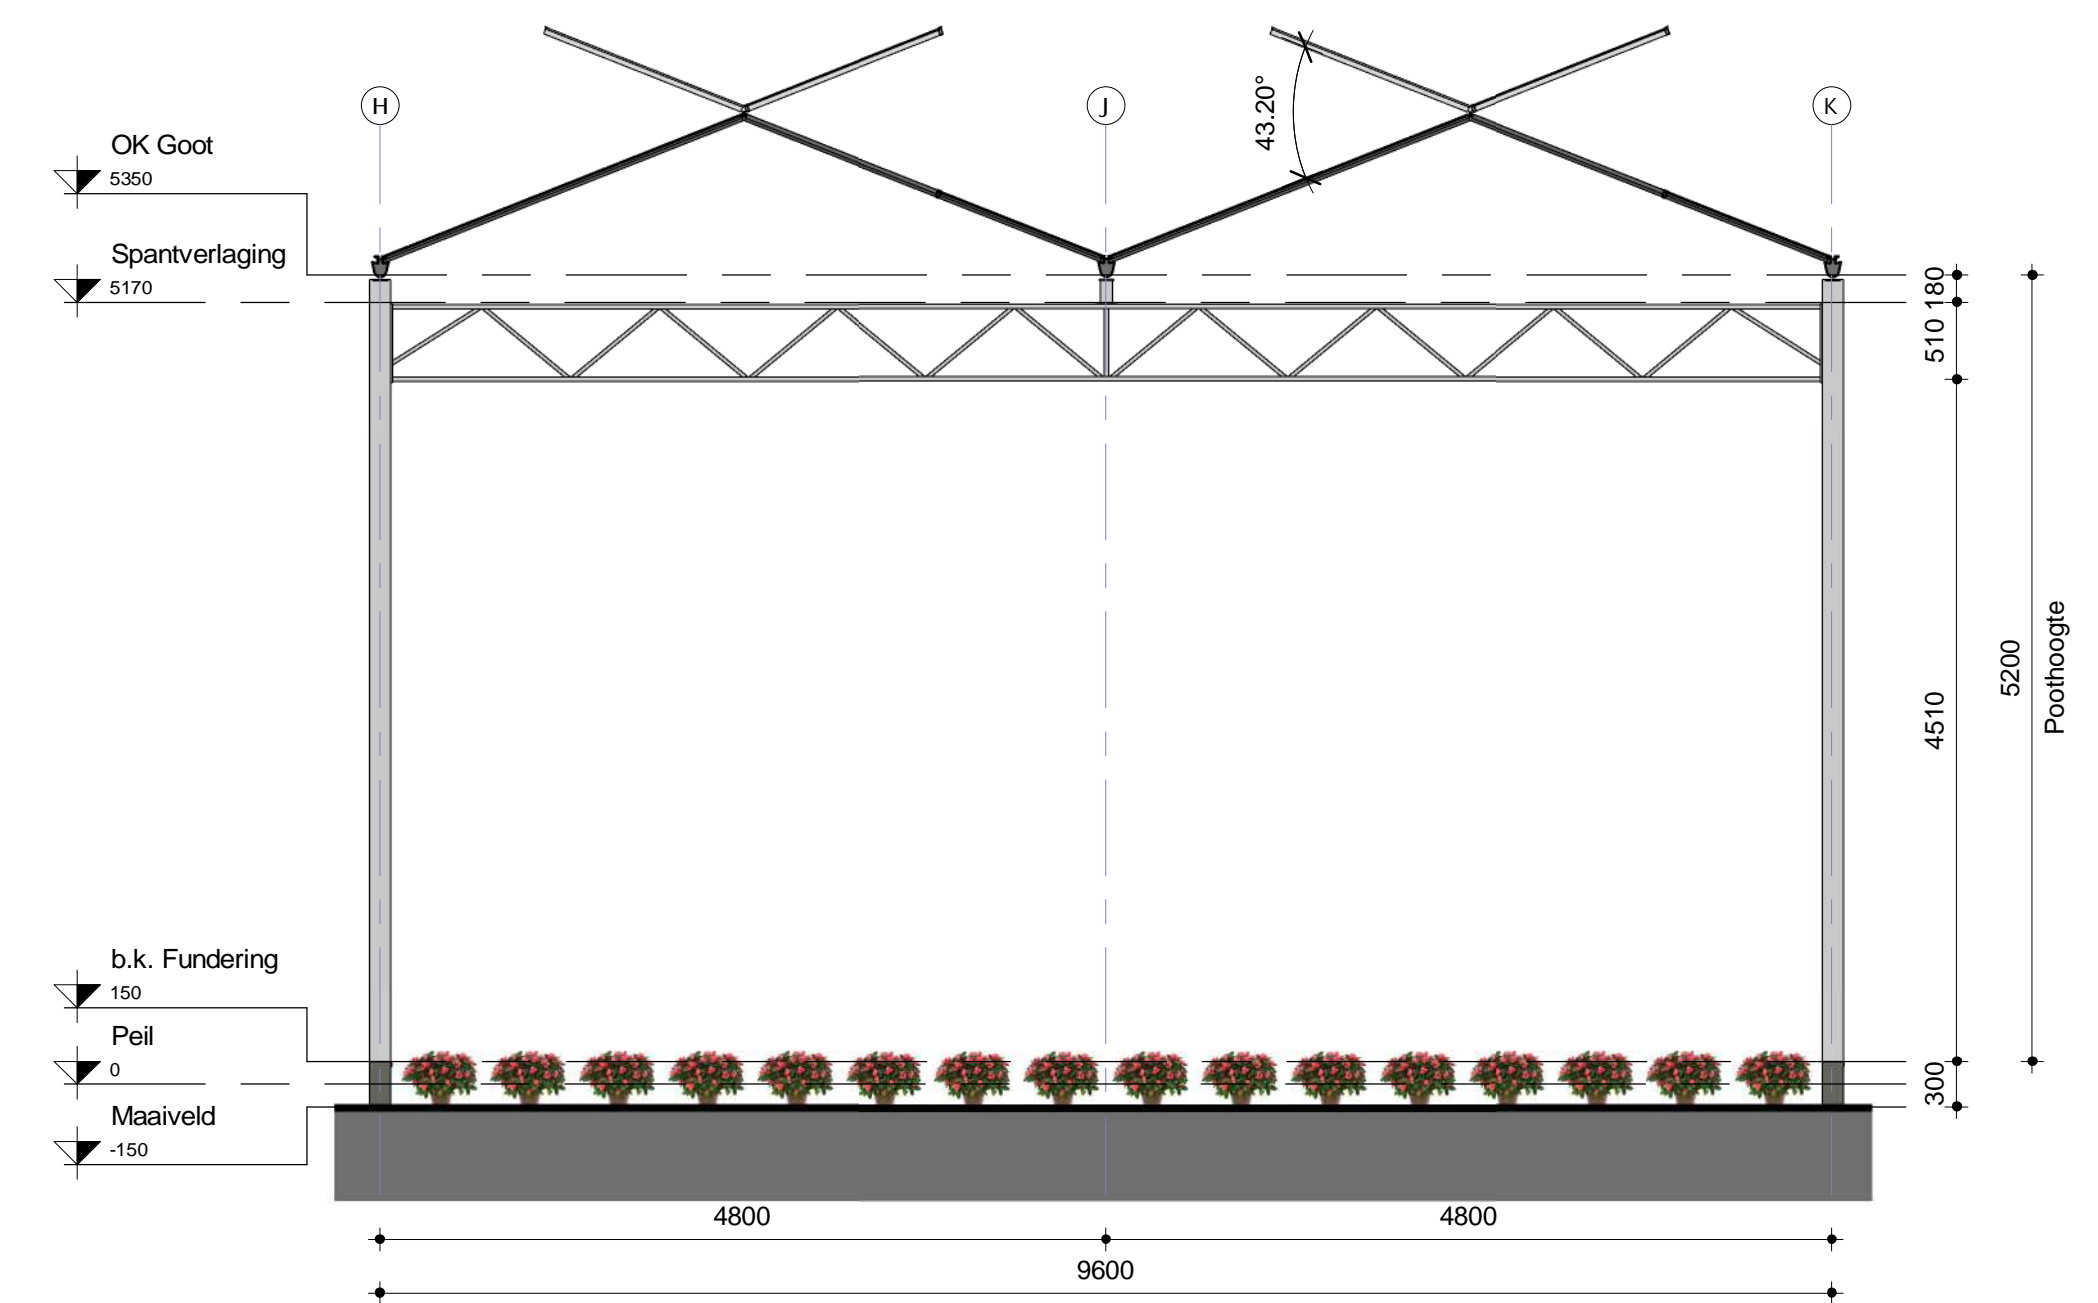 H
J
K
43.20°
OK Goot
5350
Spantverlaging
5170
180
510
4510
5200
Poothoogte
b.k. Fundering
150
Peil
0
300
Maaiveld
-150
4800
4800
9600